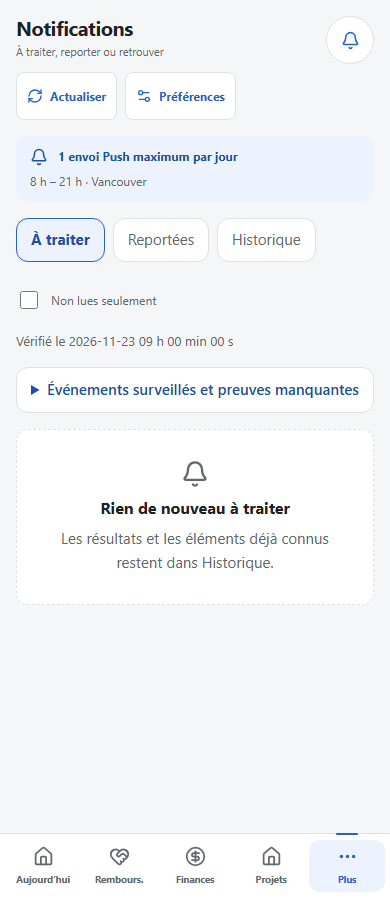 Notifications
À traiter, reporter ou retrouver
Actualiser
Préférences
1 envoi Push maximum par jour
8 h – 21 h · Vancouver
À traiter
Reportées
Historique
Non lues seulement
Vérifié le 2026-11-23 09 h 00 min 00 s
Événements surveillés et preuves manquantes
Rien de nouveau à traiter
Les résultats et les éléments déjà connus
restent dans Historique.
Aujourd'hui
Rembours.
Finances
Projets
Plus